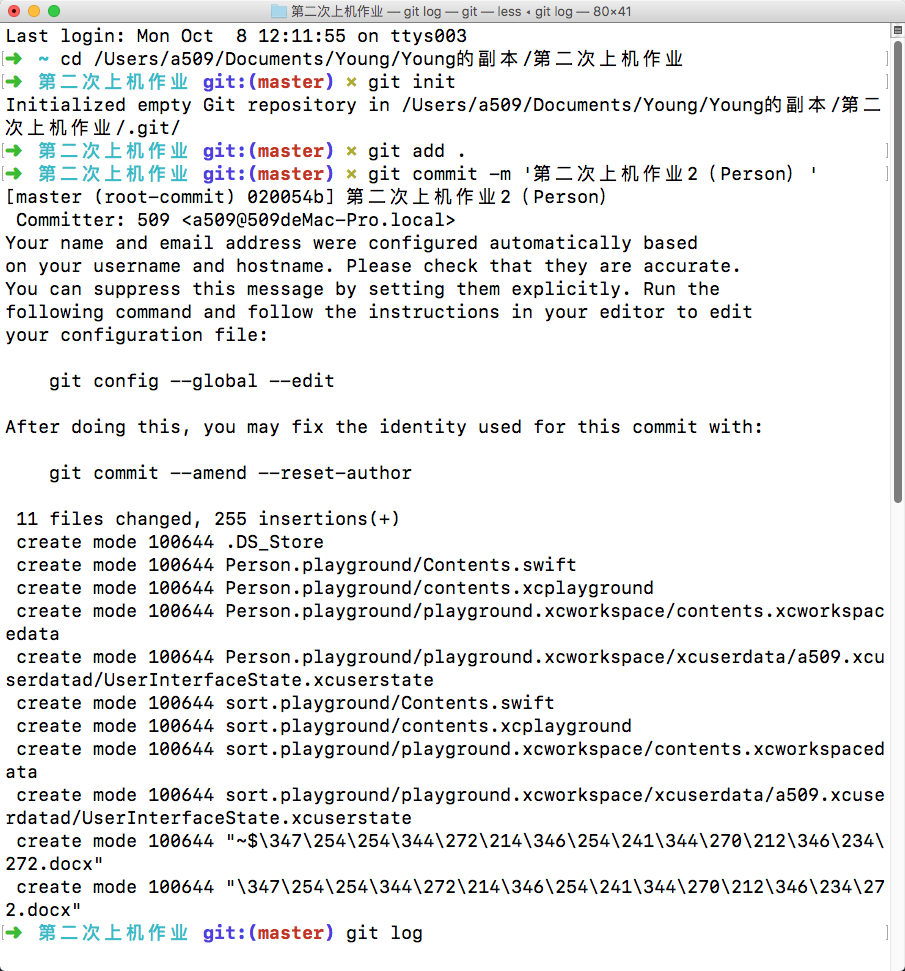 第二次上机作业 — git log — git — less ◂ git log — 80×41
Last login: Mon Oct  8 12:11:55 on ttys003
➜  ~ cd /Users/a509/Documents/Young/Young的副本/第二次上机作业
➜  第二次上机作业 git:(master) ✗ git init
Initialized empty Git repository in /Users/a509/Documents/Young/Young的副本/第二
次上机作业/.git/
➜  第二次上机作业 git:(master) ✗ git add .
➜  第二次上机作业 git:(master) ✗ git commit -m '第二次上机作业2（Person）'
[master (root-commit) 020054b] 第二次上机作业2（Person）
 Committer: 509 <a509@509deMac-Pro.local>
Your name and email address were configured automatically based
on your username and hostname. Please check that they are accurate.
You can suppress this message by setting them explicitly. Run the
following command and follow the instructions in your editor to edit
your configuration file:
    git config --global --edit
After doing this, you may fix the identity used for this commit with:
    git commit --amend --reset-author
 11 files changed, 255 insertions(+)
 create mode 100644 .DS_Store
 create mode 100644 Person.playground/Contents.swift
 create mode 100644 Person.playground/contents.xcplayground
 create mode 100644 Person.playground/playground.xcworkspace/contents.xcworkspac
edata
 create mode 100644 Person.playground/playground.xcworkspace/xcuserdata/a509.xcu
serdatad/UserInterfaceState.xcuserstate
 create mode 100644 sort.playground/Contents.swift
 create mode 100644 sort.playground/contents.xcplayground
 create mode 100644 sort.playground/playground.xcworkspace/contents.xcworkspaced
ata
 create mode 100644 sort.playground/playground.xcworkspace/xcuserdata/a509.xcuse
rdatad/UserInterfaceState.xcuserstate
 create mode 100644 "~$\347\254\254\344\272\214\346\254\241\344\270\212\346\234\
272.docx"
 create mode 100644 "\347\254\254\344\272\214\346\254\241\344\270\212\346\234\27
2.docx"
➜  第二次上机作业 git:(master) git log